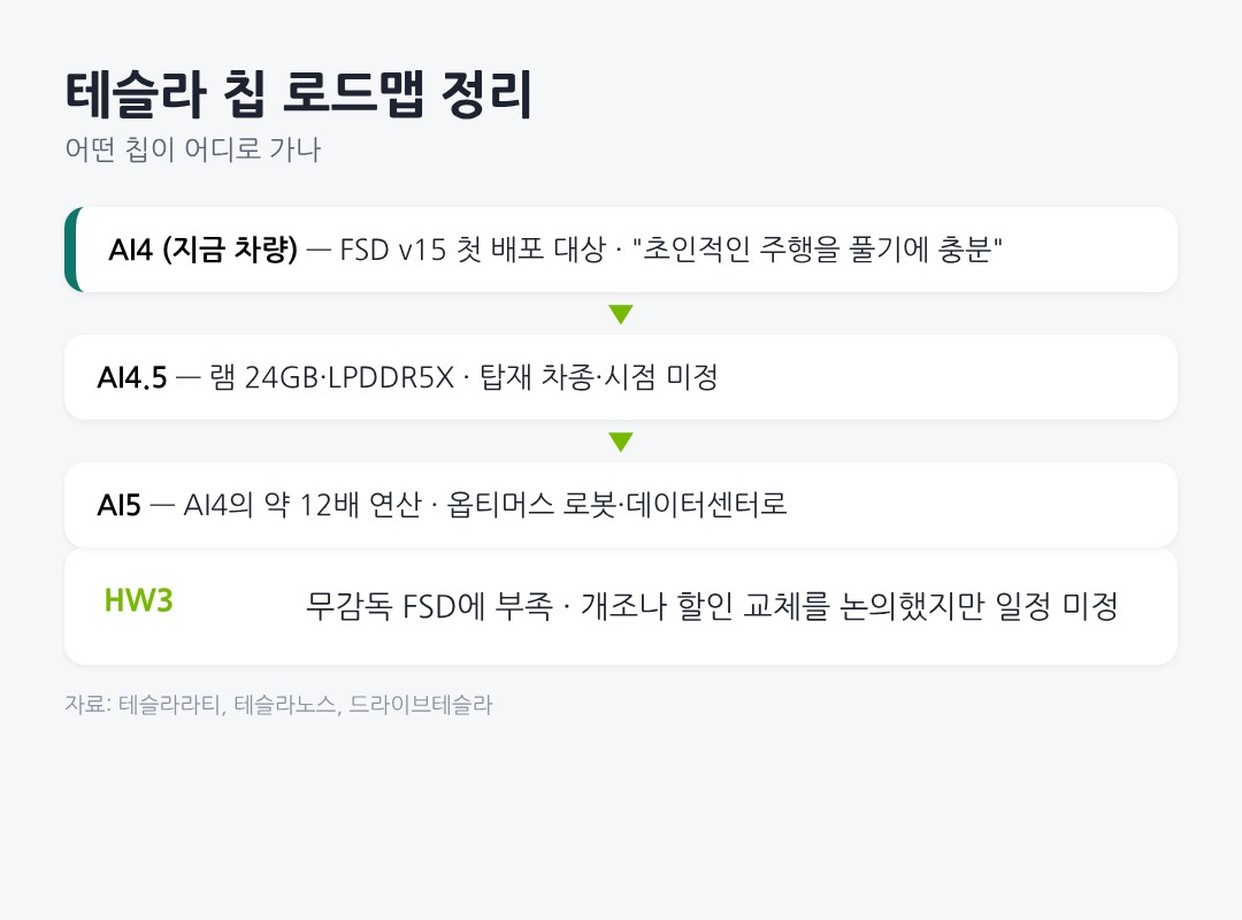 테슬라 칩 로드맵 정리
어떤 칩이 어디로 가나
AI4 (지금 차량) — FSD v15 첫 배포 대상 · "초인적인 주행을 풀기에 충분"
AI4.5 — 램 24GB·LPDDR5X · 탑재 차종·시점 미정
AI5 — AI4의 약 12배 연산 · 옵티머스 로봇·데이터센터로
HW3 무감독 FSD에 부족 · 개조나 할인 교체를 논의했지만 일정 미정
자료: 테슬라라티, 테슬라노스, 드라이브테슬라